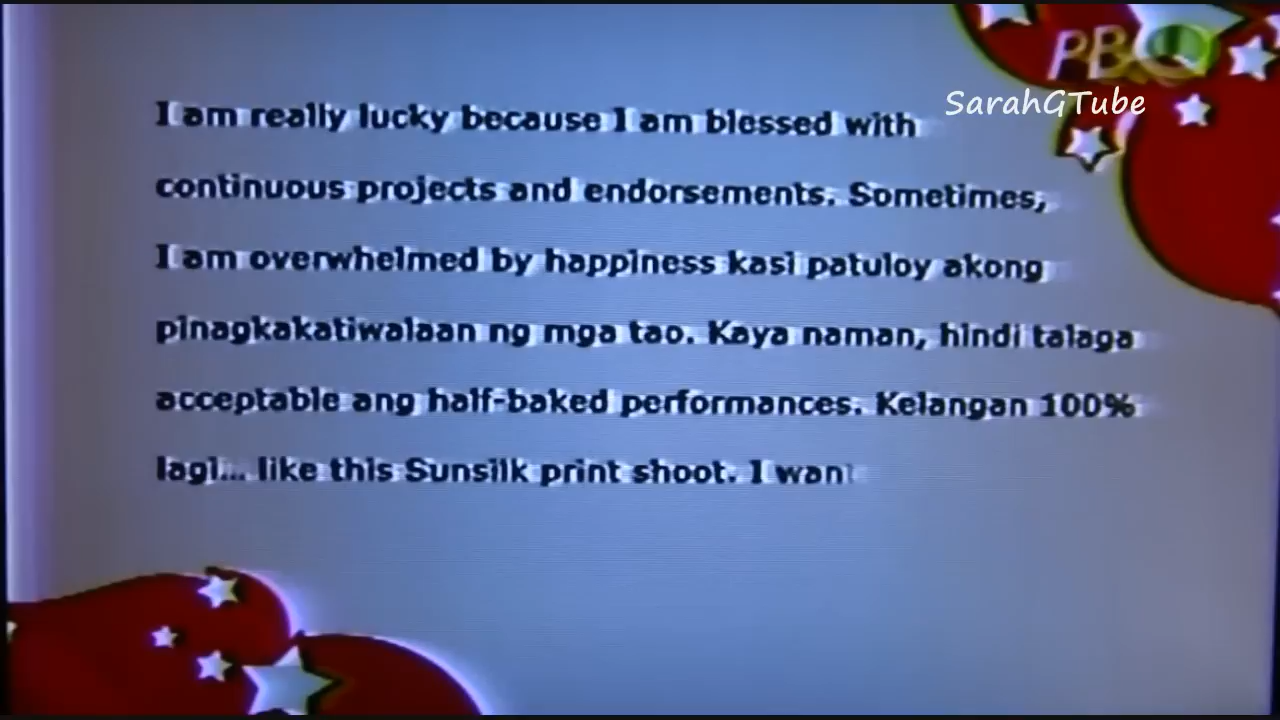 PBO
SarahGTube
I am really lucky because I am blessed with
continuous projects and endorsements. Sometimes,
I am overwhelmed by happiness kasi patuloy akong
pinagkakatiwalaan ng mga tao. Kaya naman, hindi talaga
acceptable ang half-baked performances. Kelangan 100%
lagi... like this Sunsilk print shoot. I want